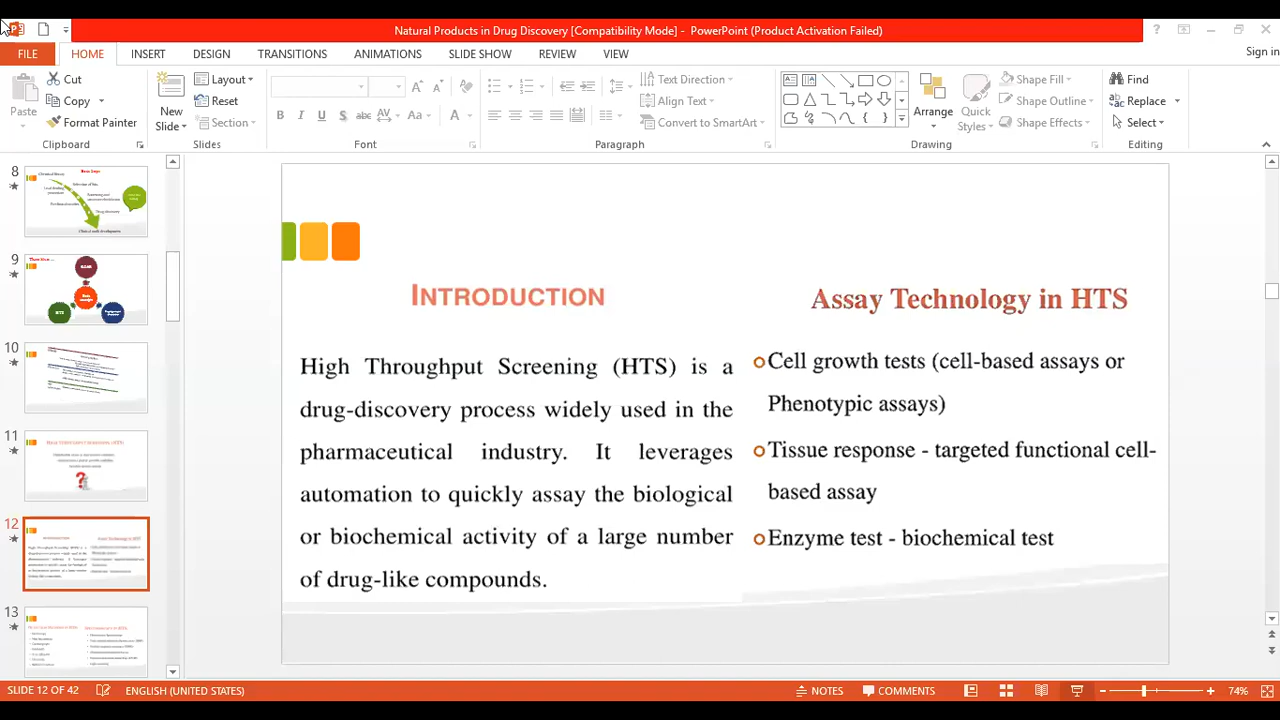 Natural Products in Drug Discovery [Compatibility Mode] - PowerPoint (Product Activation Failed)
FILE HOME INSERT DESIGN TRANSITIONS ANIMATIONS SLIDE SHOW REVIEW VIEW Sign in
Paste
Cut
Copy
Format Painter
Clipboard
New
Slide
Layout
Reset
Section
Slides
Font
Text Direction
Align Text
Convert to SmartArt
Paragraph
Arrange
Quick
Styles
Shape Fill
Shape Outline
Shape Effects
Drawing
Find
Replace
Select
Editing
8
9
10
11
12
13
INTRODUCTION
High Throughput Screening (HTS) is a
drug-discovery process widely used in the
pharmaceutical industry. It leverages
automation to quickly assay the biological
or biochemical activity of a large number
of drug-like compounds.
Assay Technology in HTS
Cell growth tests (cell-based assays or
Phenotypic assays)
Tissue response - targeted functional cell-
based assay
Enzyme test - biochemical test
SLIDE 12 OF 42 ENGLISH (UNITED STATES) NOTES COMMENTS 74%